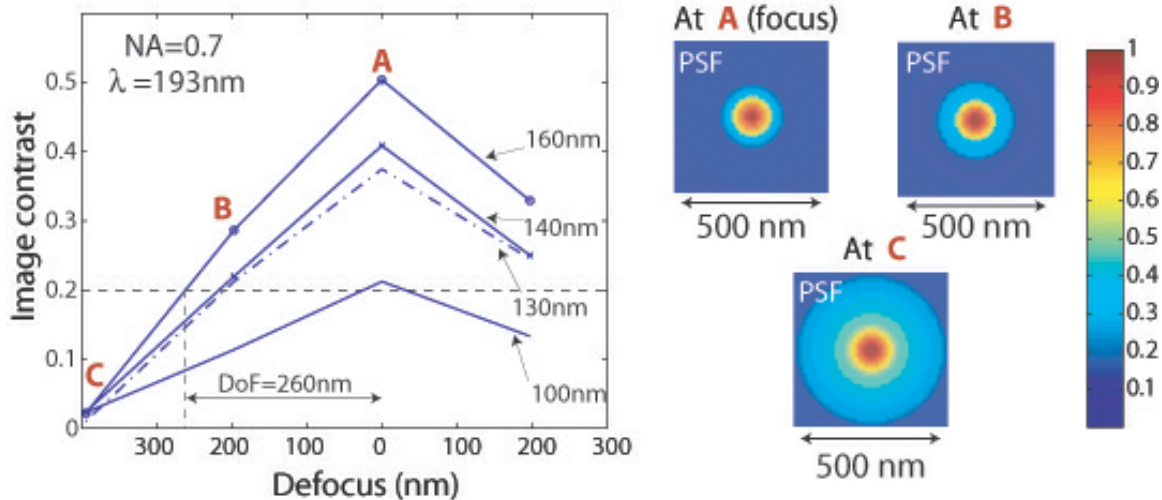 NA=0.7
λ =193nm
A
B
C
160nm
140nm
130nm
100nm
DoF=260nm
Image contrast
0.5
0.4
0.3
0.2
0.1
0
300
200
100
0
100
200
300
Defocus (nm)
At A (focus)
PSF
500 nm
At B
PSF
500 nm
At C
PSF
500 nm
1
0.9
0.8
0.7
0.6
0.5
0.4
0.3
0.2
0.1